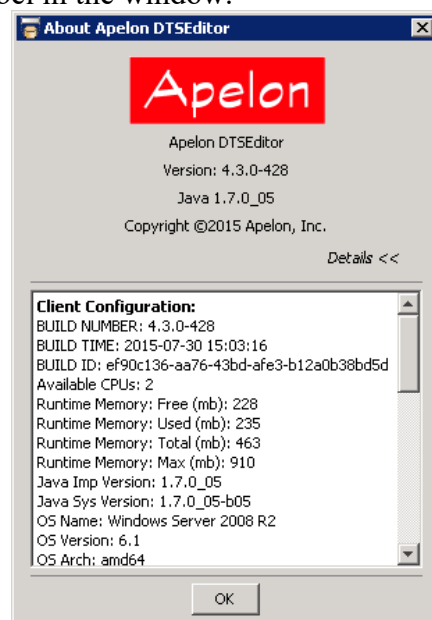 ber in the window.
About Apelon DTSEditor
Apelon
Apelon DTSEditor
Version: 4.3.0-428
Java 1.7.0_05
Copyright ©2015 Apelon, Inc.
Details <<
Client Configuration:
BUILD NUMBER: 4.3.0-428
BUILD TIME: 2015-07-30 15:03:16
BUILD ID: ef90c136-aa76-43bd-afe3-b12a0b38bd5d
Available CPUs: 2
Runtime Memory: Free (mb): 228
Runtime Memory: Used (mb): 235
Runtime Memory: Total (mb): 463
Runtime Memory: Max (mb): 910
Java Imp Version: 1.7.0_05
Java Sys Version: 1.7.0_05-b05
OS Name: Windows Server 2008 R2
OS Version: 6.1
OS Arch: amd64
OK